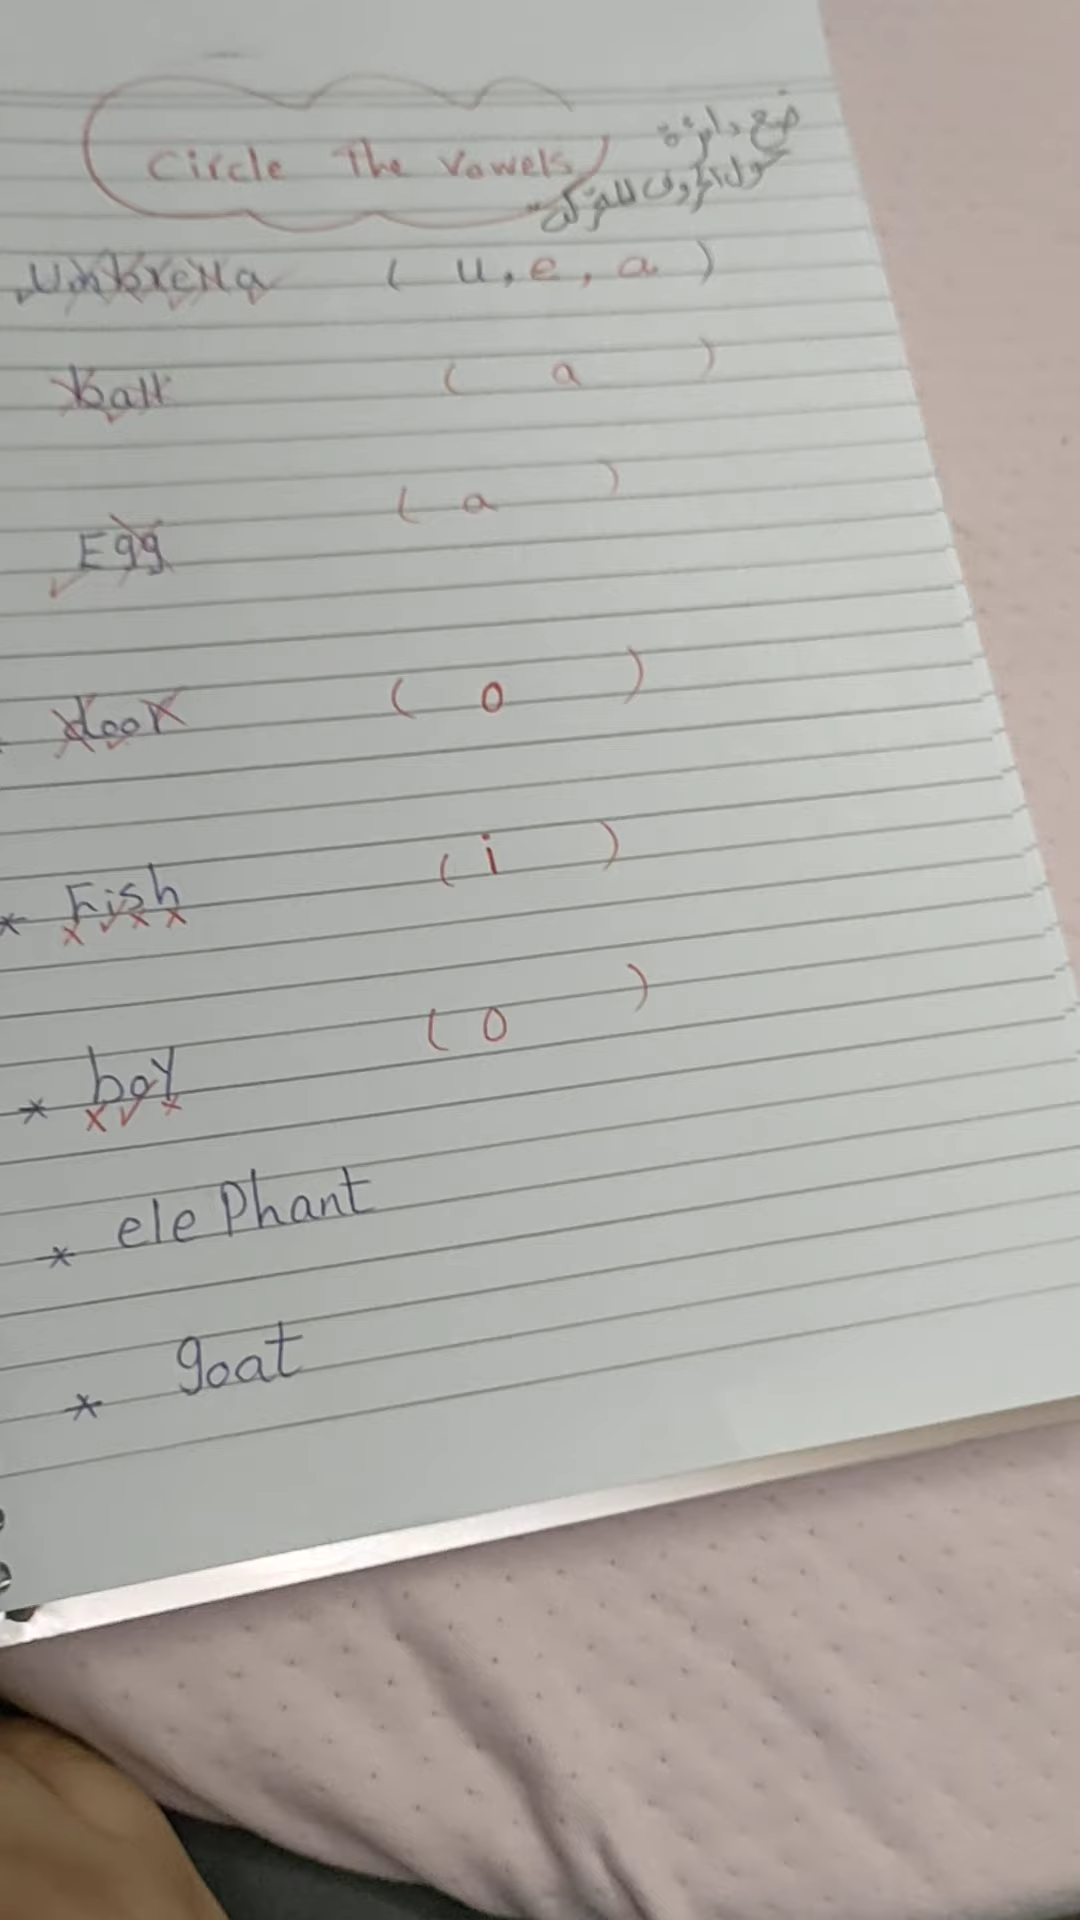 Circle The Vowels
ضع دائرة
حول الحروف المتحركة
Umbrella ( u, e, a )
ball ( a )
Egg ( a )
door ( o )
* Fish ( i )
* boy ( o )
* elePhant
* goat